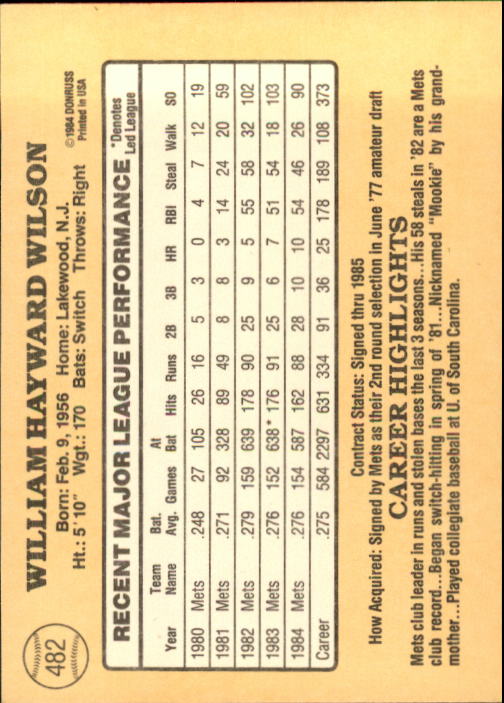 482
WILLIAM HAYWARD WILSON
Born: Feb. 9, 1956 Home: Lakewood, N.J.
Ht.: 5'10" Wgt.: 170 Bats: Switch Throws: Right
©1984 DONRUSS
Printed in USA
RECENT MAJOR LEAGUE PERFORMANCE
*Denotes
Led League
Year Team Name Bat. Avg. Games At Bat Hits Runs 2B 3B HR RBI Steal Walk SO
1980 Mets .248 27 105 26 16 5 3 0 4 7 12 19
1981 Mets .271 92 328 89 49 8 8 3 14 24 20 59
1982 Mets .279 159 639 178 90 25 9 5 55 58 32 102
1983 Mets .276 152 638* 176 91 25 6 7 51 54 18 103
1984 Mets .276 154 587 162 88 28 10 10 54 46 26 90
Career .275 584 2297 631 334 91 36 25 178 189 108 373
Contract Status: Signed thru 1985
How Acquired: Signed by Mets as their 2nd round selection in June '77 amateur draft
CAREER HIGHLIGHTS
Mets club leader in runs and stolen bases the last 3 seasons...His 58 steals in '82 are a Mets
club record...Began switch-hitting in spring of '81...Nicknamed "Mookie" by his grand-
mother...Played collegiate baseball at U. of South Carolina.